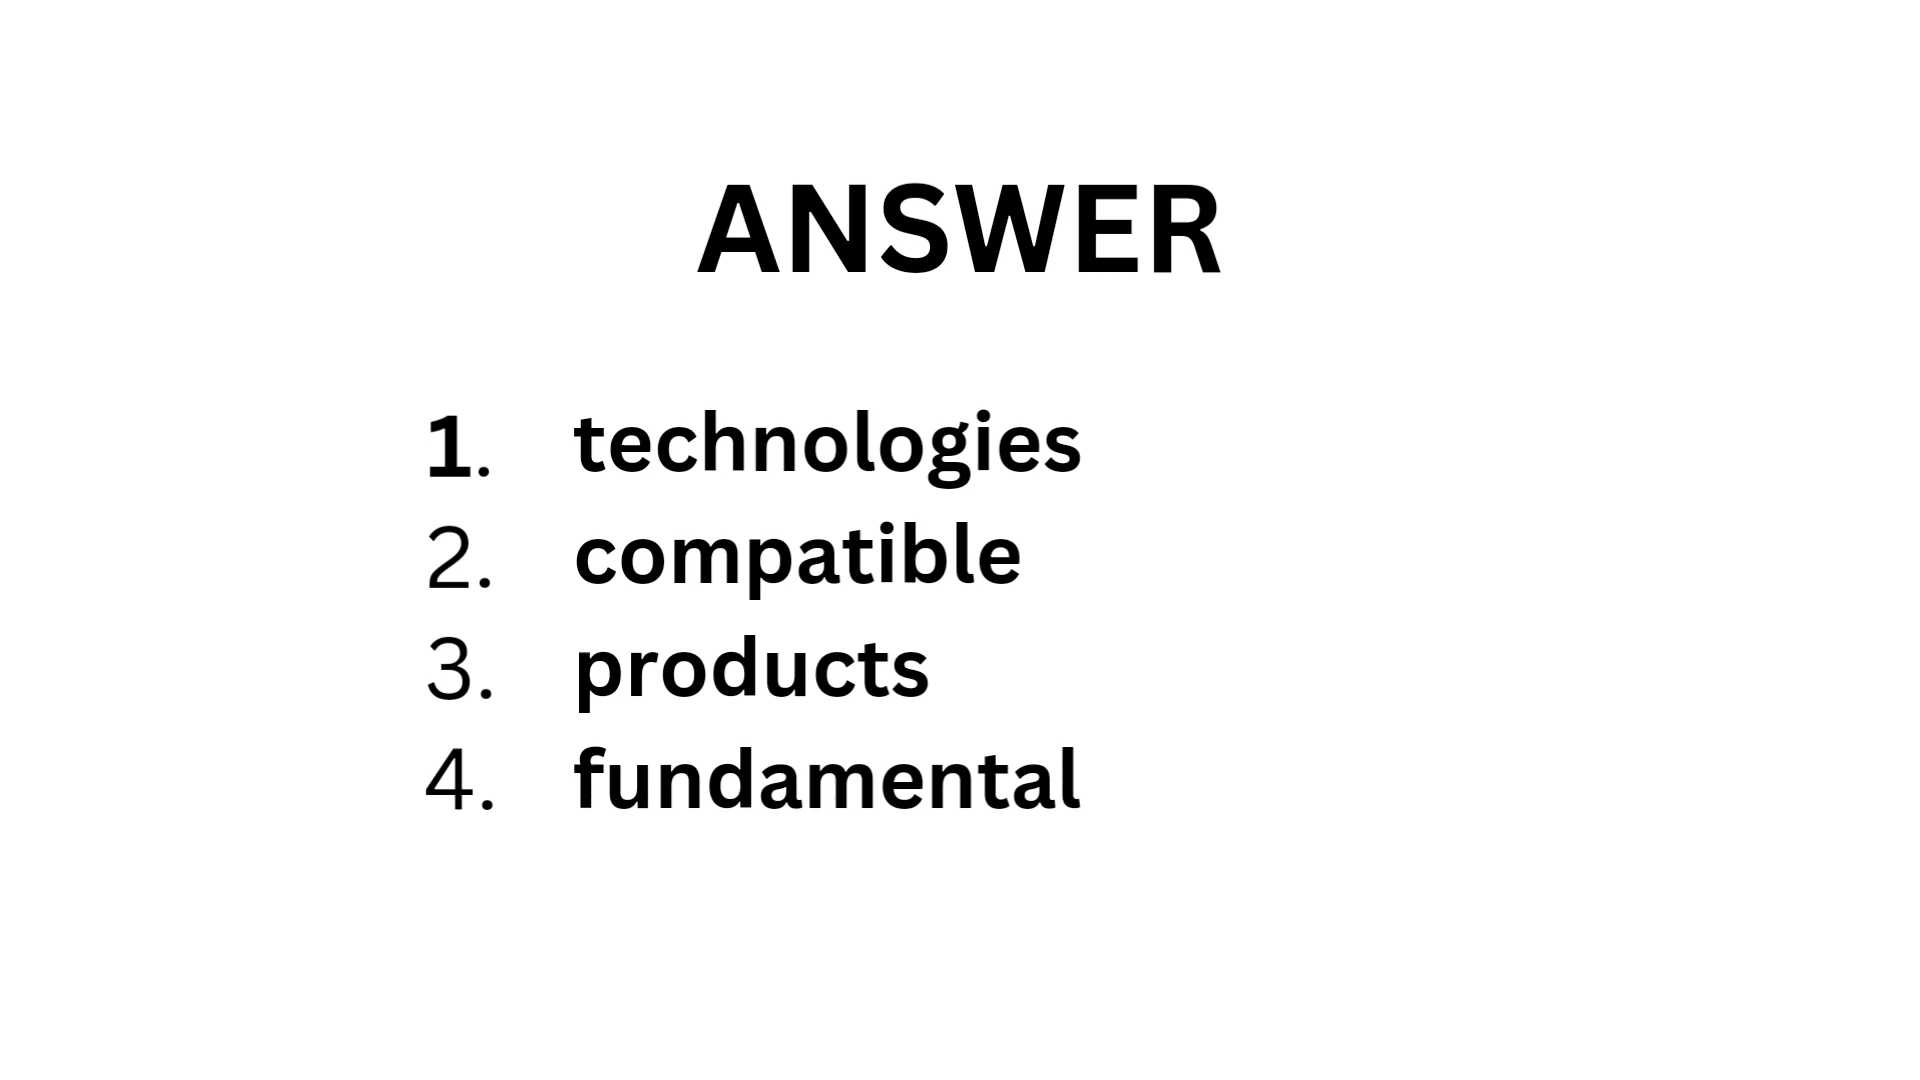 ANSWER
1. technologies
2. compatible
3. products
4. fundamental